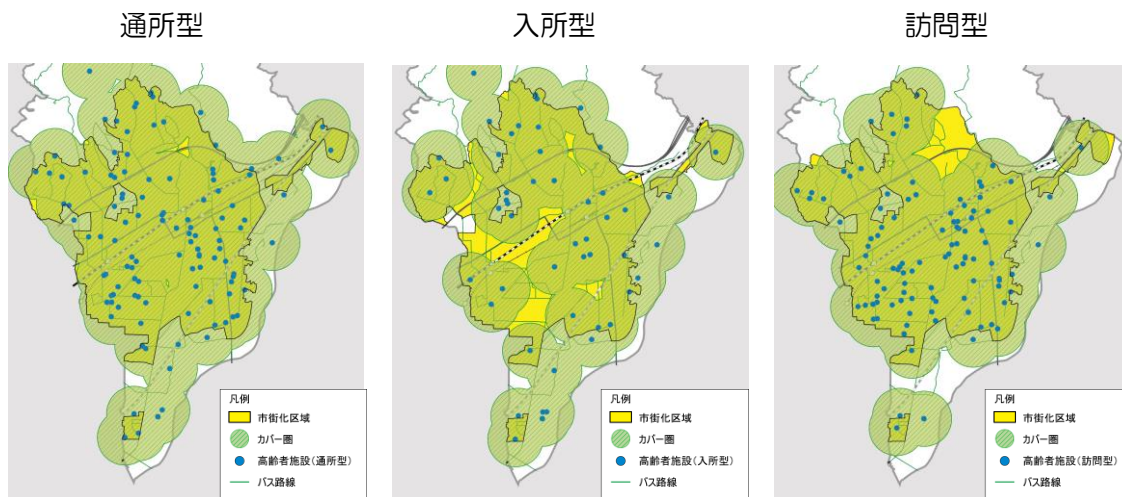 通所型
入所型
訪問型
凡例
市街化区域
カバー圏
高齢者施設(通所型)
バス路線
凡例
市街化区域
カバー圏
高齢者施設(入所型)
バス路線
凡例
市街化区域
カバー圏
高齢者施設(訪問型)
バス路線